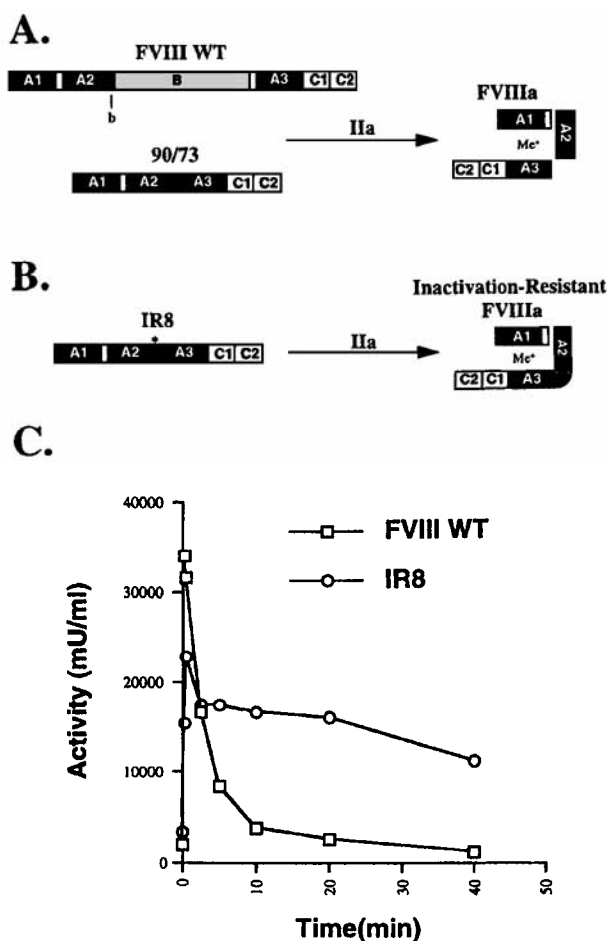 A.
FVIII WT
A1 A2 B A3 C1 C2
b
90/73
A1 A2 A3 C1 C2
IIa
FVIIIa
A1
A2
Me+
C2 C1 A3
B.
IR8
*
A1 A2 A3 C1 C2
IIa
Inactivation-Resistant
FVIIIa
A1
A2
Me+
C2 C1 A3
C.
FVIII WT
IR8
Activity (mU/ml)
40000
30000
20000
10000
0
0 10 20 30 40 50
Time(min)